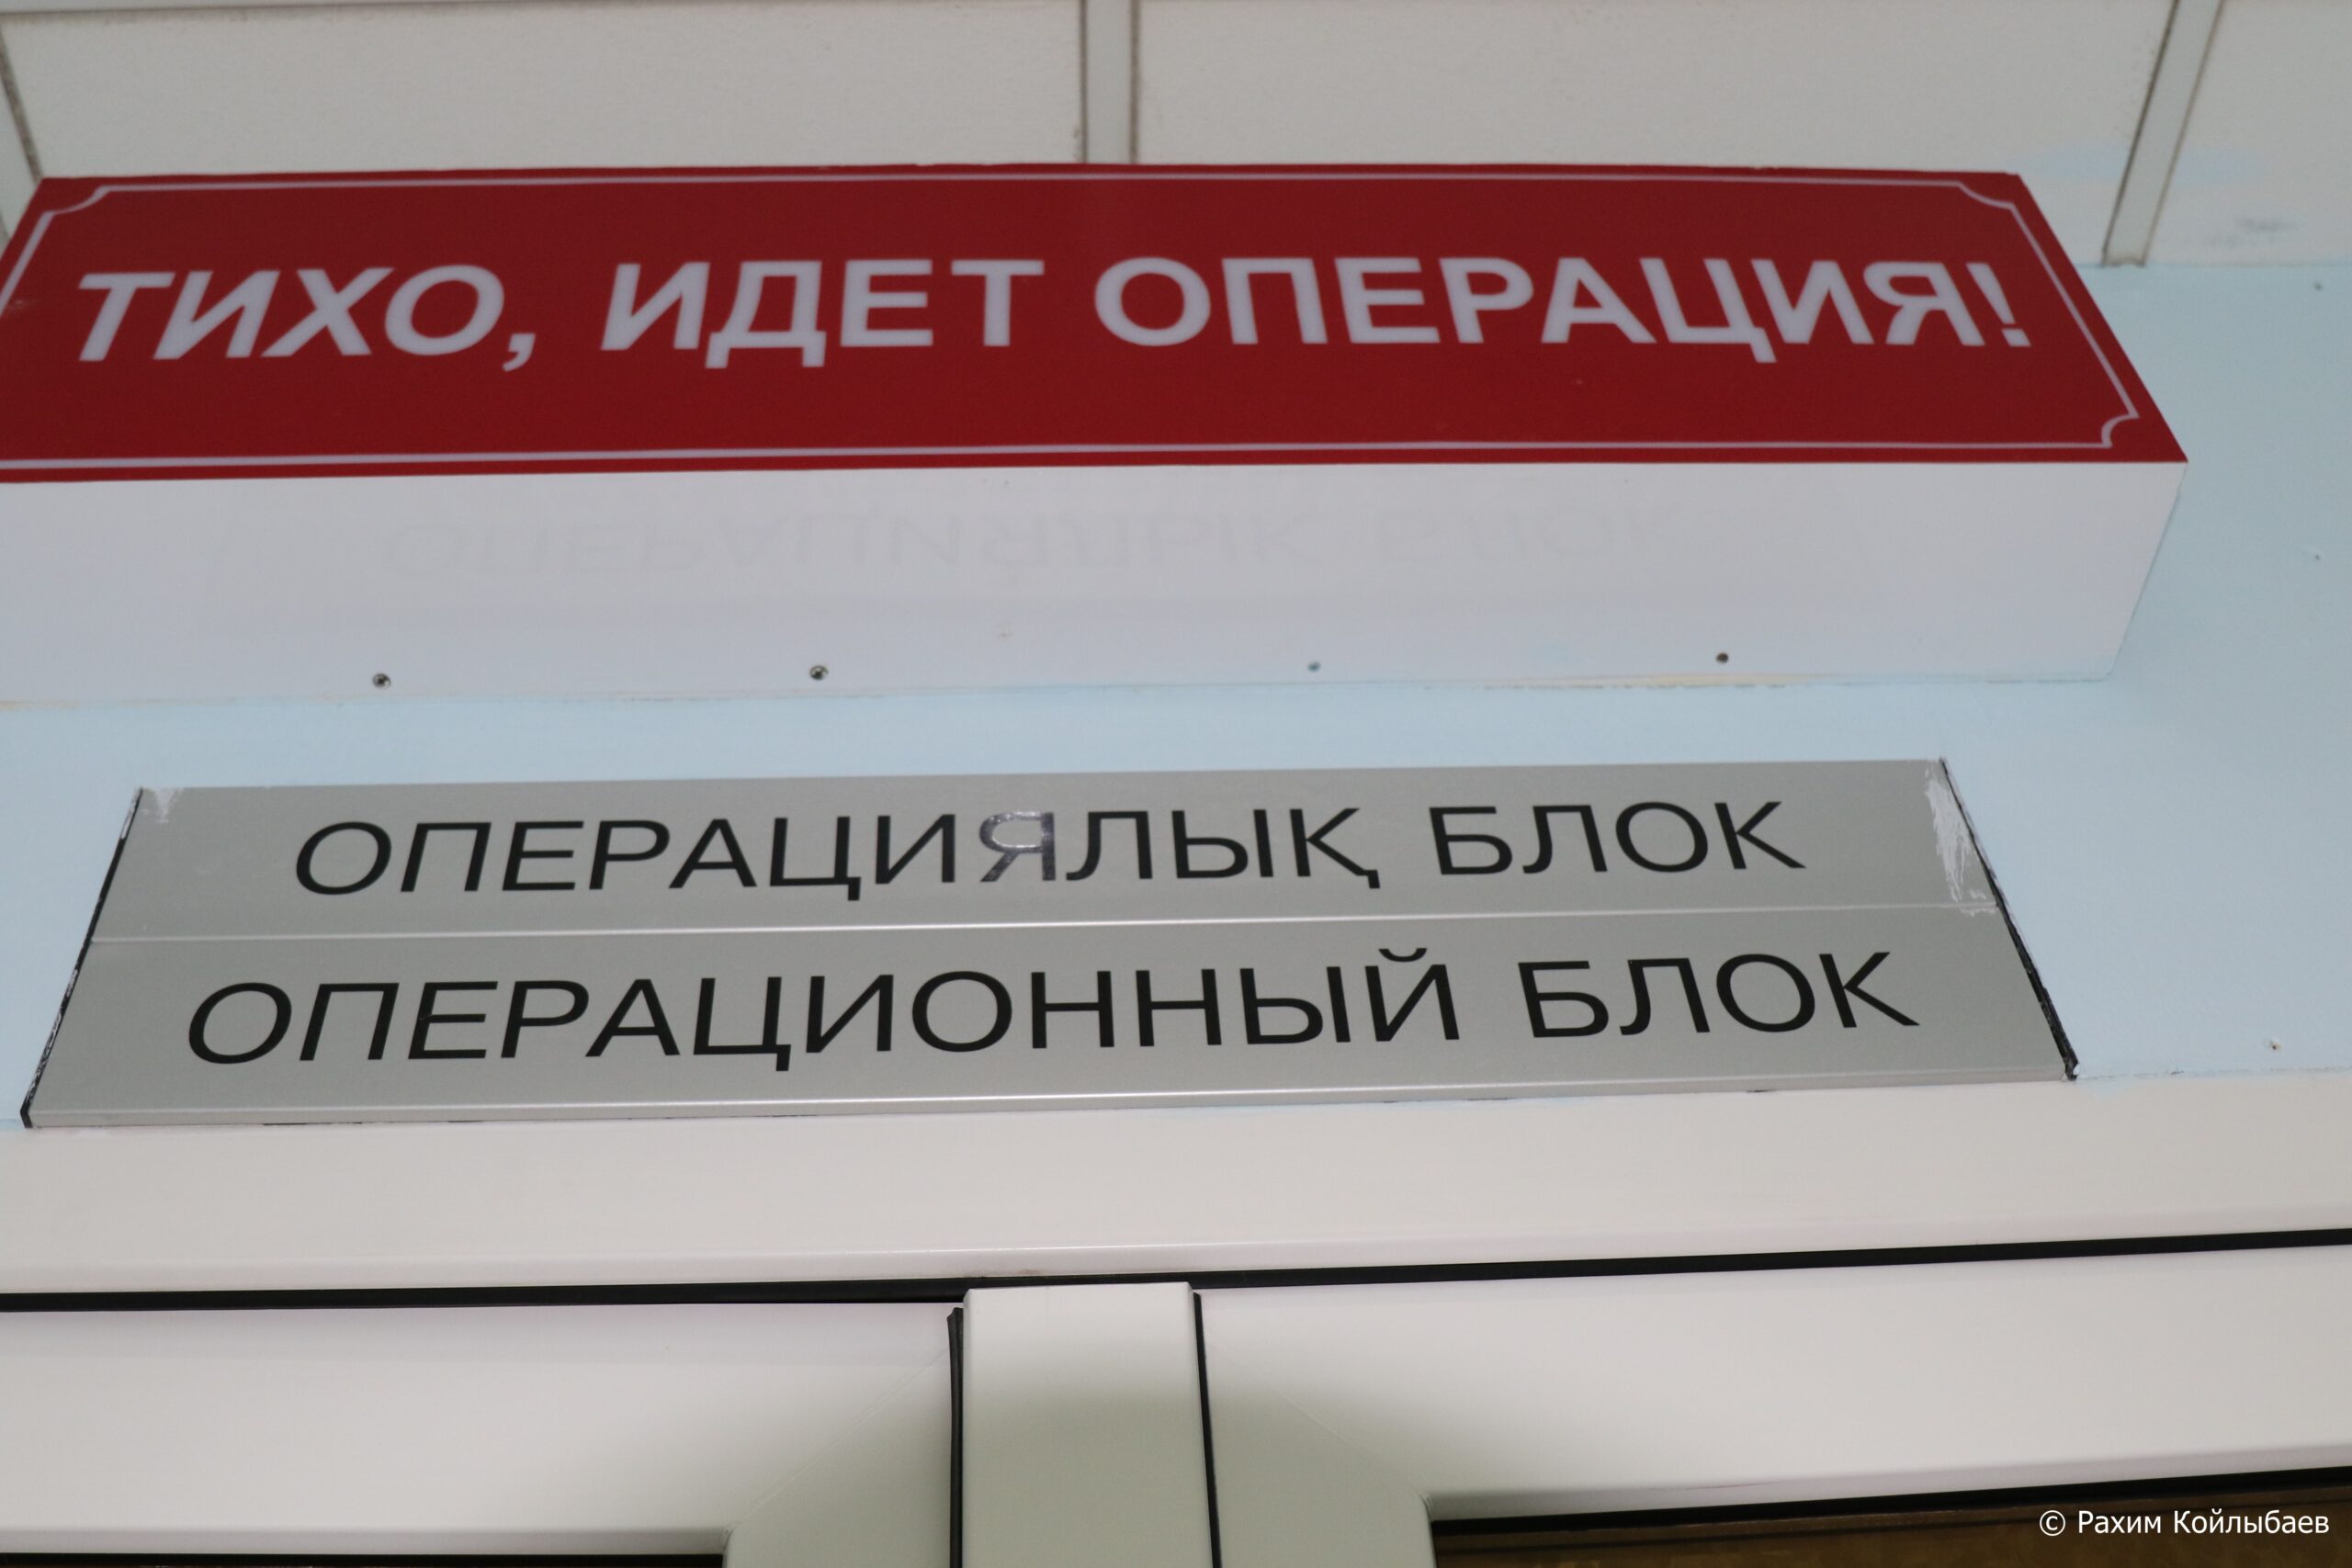 ТИХО, ИДЕТ ОПЕРАЦИЯ!
ОПЕРАЦИЯЛЫҚ БЛОК
ОПЕРАЦИОННЫЙ БЛОК
© Рахим Койлыбаев